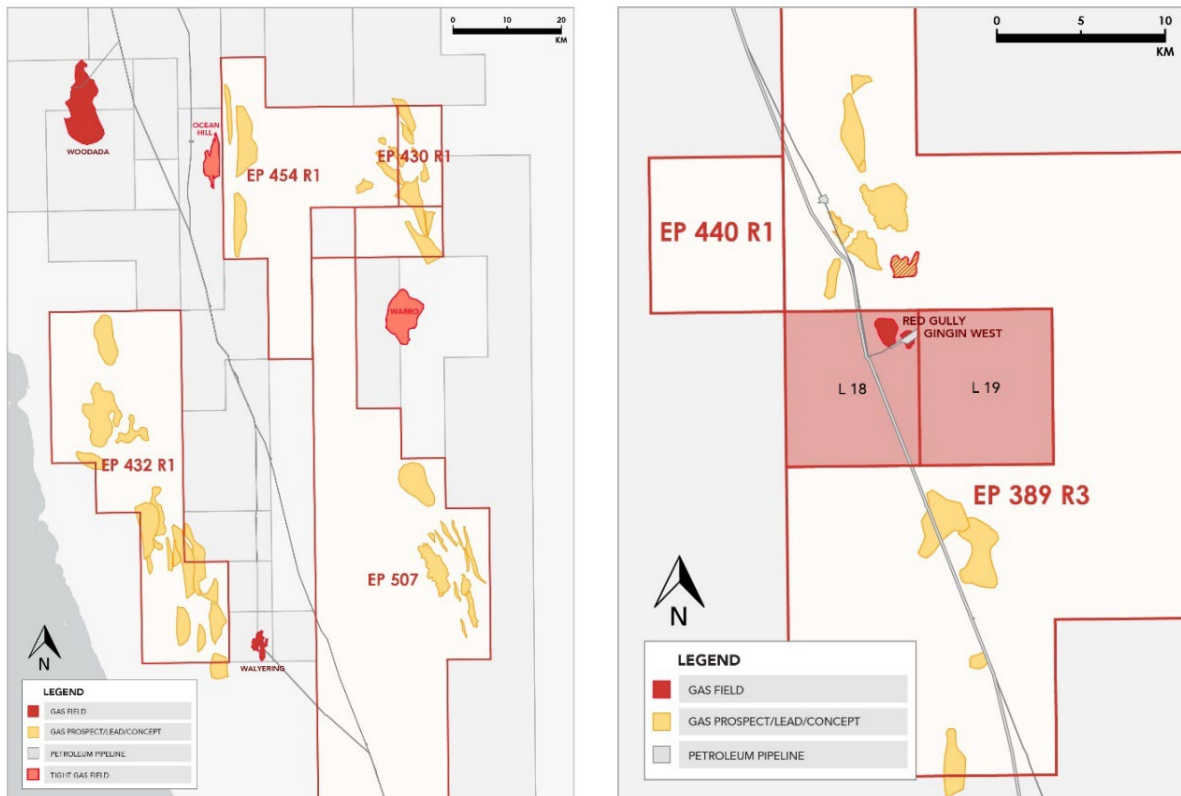 0 20
KM
WOODADA
OCEAN
HILL
EP 454 R1
EP 430 R1
WARRO
EP 432 R1
EP 507
WALYERING
N
LEGEND
GAS FIELD
GAS PROSPECT/LEAD/CONCEPT
PETROLEUM PIPELINE
TIGHT GAS FIELD
0 5 10
KM
EP 440 R1
RED GULLY
GINGIN WEST
L 18
L 19
EP 389 R3
N
LEGEND
GAS FIELD
GAS PROSPECT/LEAD/CONCEPT
PETROLEUM PIPELINE